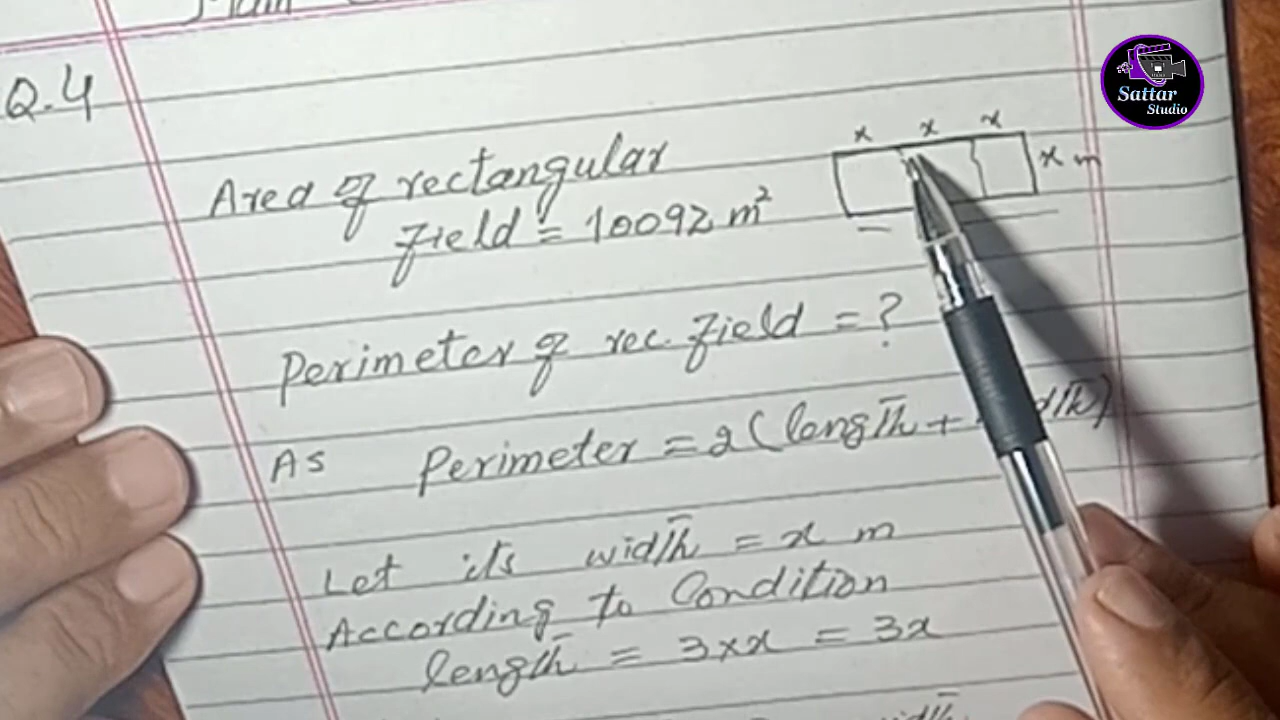 Q.4
Sattar
Studio
x x x
x m
Area of rectangular
field = 10092 m²
Perimeter of rec. field = ?
As Perimeter = 2(length +
Let its width = x m
According to Condition
length = 3×x = 3x
width